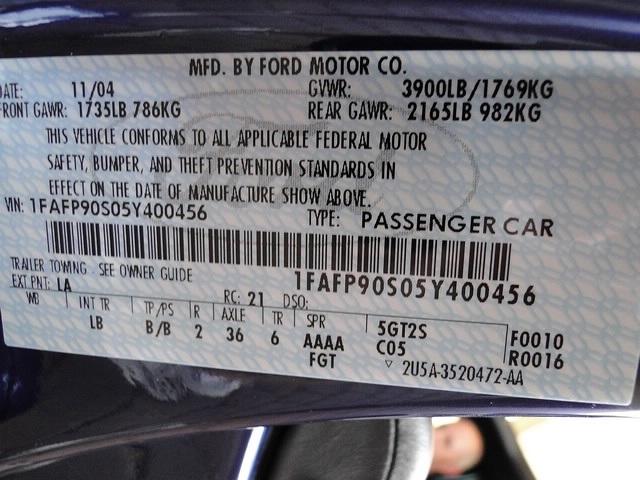 MFD. BY FORD MOTOR CO.
DATE: 11/04 GVWR: 3900LB/1769KG
FRONT GAWR: 1735LB 786KG REAR GAWR: 2165LB 982KG
THIS VEHICLE CONFORMS TO ALL APPLICABLE FEDERAL MOTOR
SAFETY, BUMPER, AND THEFT PREVENTION STANDARDS IN
EFFECT ON THE DATE OF MANUFACTURE SHOW ABOVE.
VIN: 1FAFP90S05Y400456 TYPE: PASSENGER CAR
TRAILER TOWING SEE OWNER GUIDE 1FAFP90S05Y400456
EXT. PNT: LA RC: 21 DSO:
WB INT TR TP/PS R AXLE TR SPR 5GT2S F0010
LB B/B 2 36 6 AAAA C05 R0016
FGT ▽ 2U5A-3520472-AA